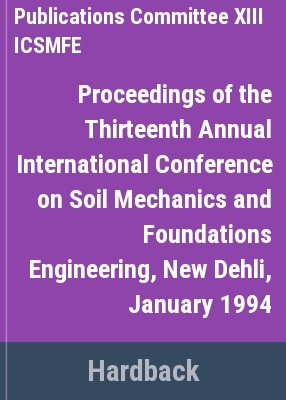 Publications Committee XIII
ICSMFE
Proceedings of the
Thirteenth Annual
International Conference
on Soil Mechanics and
Foundations
Engineering, New Dehli,
January 1994
Hardback